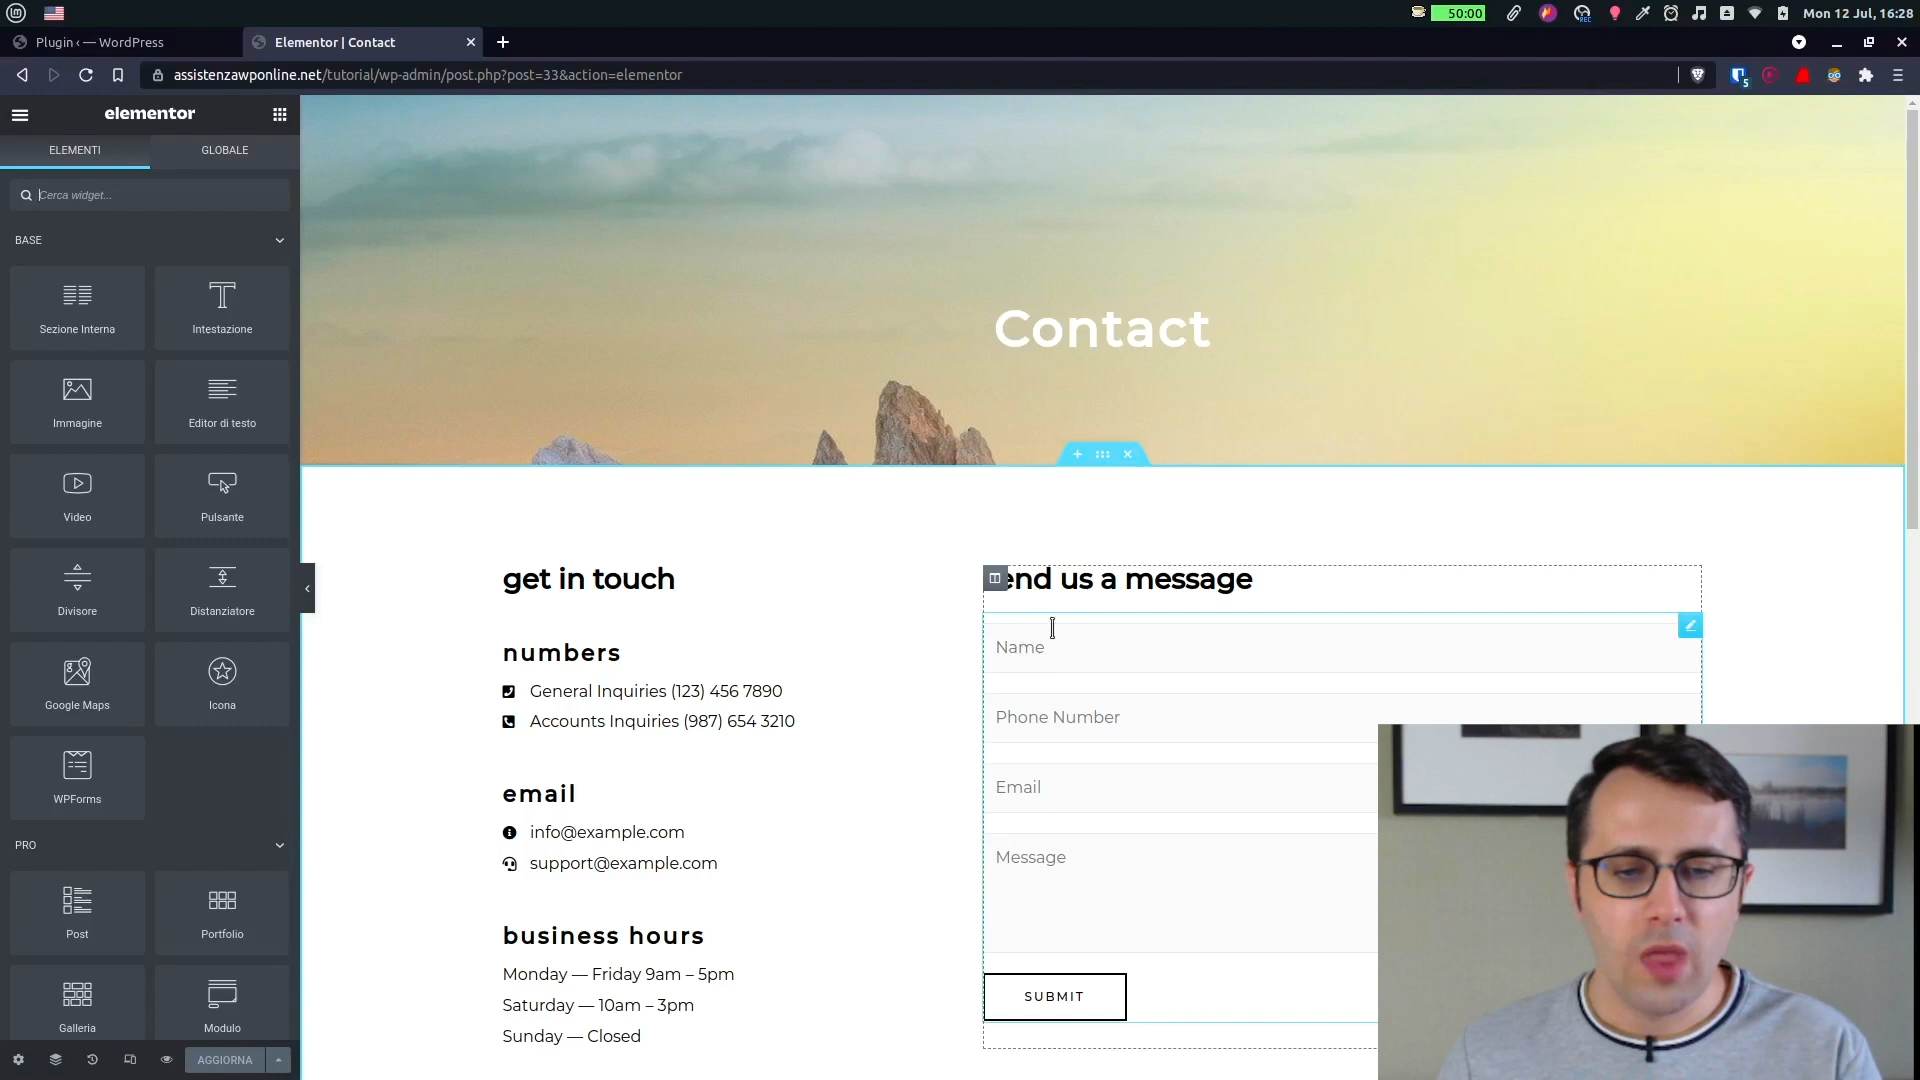 50:00
REC
Mon 12 Jul, 16:28
Plugin ‹ — WordPress
Elementor | Contact
assistenzawponline.net/tutorial/wp-admin/post.php?post=33&action=elementor
5
elementor
ELEMENTI
GLOBALE
Cerca widget...
BASE
Sezione Interna
Intestazione
Immagine
Editor di testo
Video
Pulsante
Divisore
Distanziatore
Google Maps
Icona
WPForms
PRO
Post
Portfolio
Galleria
Modulo
AGGIORNA
Contact
get in touch
numbers
General Inquiries (123) 456 7890
Accounts Inquiries (987) 654 3210
email
info@example.com
support@example.com
business hours
Monday — Friday 9am – 5pm
Saturday — 10am – 3pm
Sunday — Closed
end us a message
Name
Phone Number
Email
Message
SUBMIT